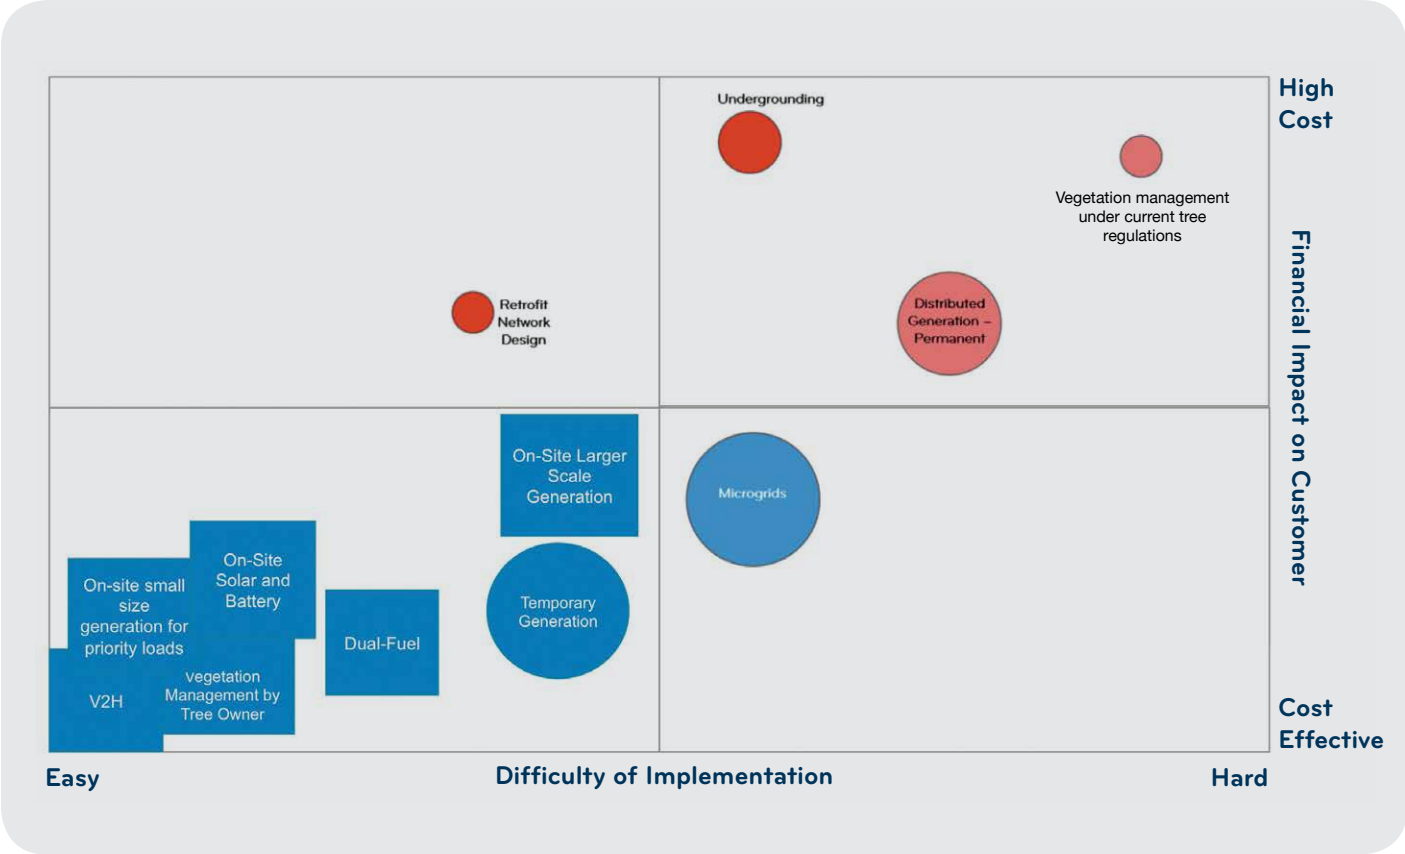 High
Cost
Undergrounding
Vegetation management
under current tree
regulations
Financial Impact on Customer
Retrofit
Network
Design
Distributed
Generation –
Permanent
On-Site Larger
Scale
Generation
Microgrids
On-Site
Solar and
Battery
On-site small
size
generation for
priority loads
Temporary
Generation
Dual-Fuel
V2H
vegetation
Management by
Tree Owner
Cost
Effective
Easy
Difficulty of Implementation
Hard